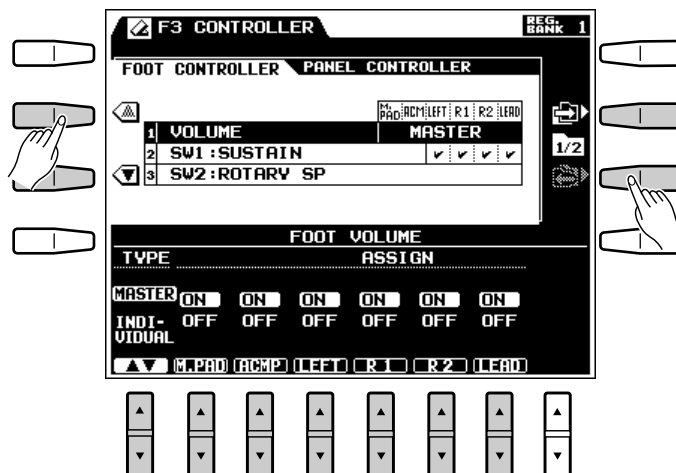 F3 CONTROLLER
REG. BANK 1
FOOT CONTROLLER PANEL CONTROLLER
M. PAD ACM LEFT R1 R2 LEAD
1 VOLUME MASTER
1/2
2 SW1:SUSTAIN
3 SW2:ROTARY SP
FOOT VOLUME
TYPE ASSIGN
MASTER ON ON ON ON ON ON
INDI- OFF OFF OFF OFF OFF OFF
VIDUAL
M.PAD ACMP LEFT R1 R2 LEAD